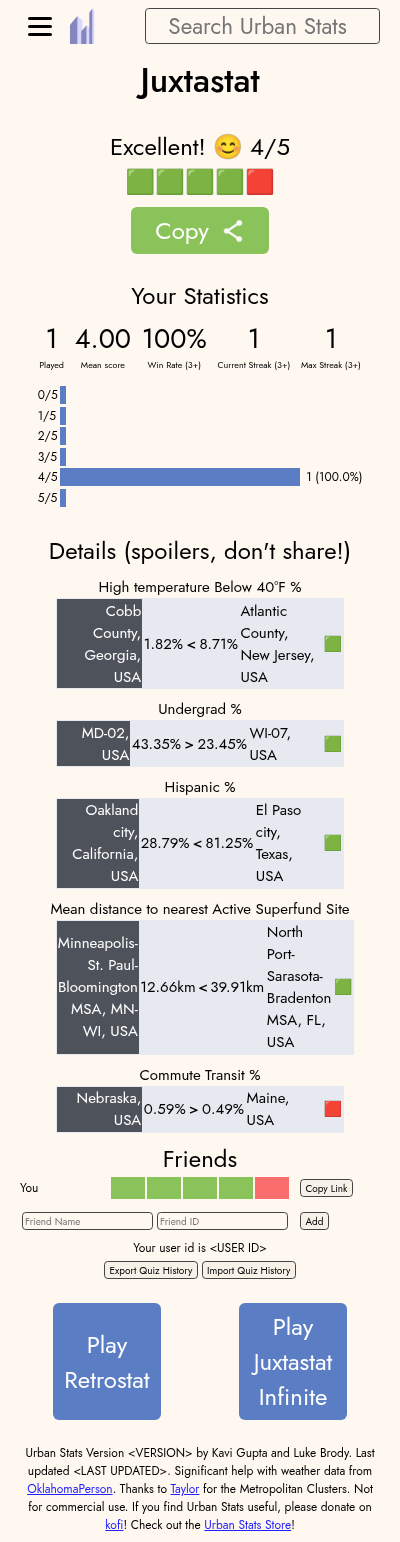 Search Urban Stats
Juxtastat
Excellent! 😊 4/5
🟩🟩🟩🟩🟥
Copy
Your Statistics
1 4.00 100% 1 1
Played Mean score Win Rate (3+) Current Streak (3+) Max Streak (3+)
0/5
1/5
2/5
3/5
4/5 1 (100.0%)
5/5
Details (spoilers, don't share!)
High temperature Below 40°F %
Cobb
County,
Georgia,
USA
1.82% < 8.71%
Atlantic
County,
New Jersey,
USA
🟩
Undergrad %
MD-02,
USA
43.35% > 23.45%
WI-07,
USA
🟩
Hispanic %
Oakland
city,
California,
USA
28.79% < 81.25%
El Paso
city,
Texas,
USA
🟩
Mean distance to nearest Active Superfund Site
Minneapolis-
St. Paul-
Bloomington
MSA, MN-
WI, USA
12.66km < 39.91km
North
Port-
Sarasota-
Bradenton
MSA, FL,
USA
🟩
Commute Transit %
Nebraska,
USA
0.59% > 0.49%
Maine,
USA
🟥
Friends
You Copy Link
Friend Name Friend ID Add
Your user id is <USER ID>
Export Quiz History Import Quiz History
Play
Retrostat
Play
Juxtastat
Infinite
Urban Stats Version <VERSION> by Kavi Gupta and Luke Brody. Last
updated <LAST UPDATED>. Significant help with weather data from
OklahomaPerson. Thanks to Taylor for the Metropolitan Clusters. Not
for commercial use. If you find Urban Stats useful, please donate on
kofi! Check out the Urban Stats Store!